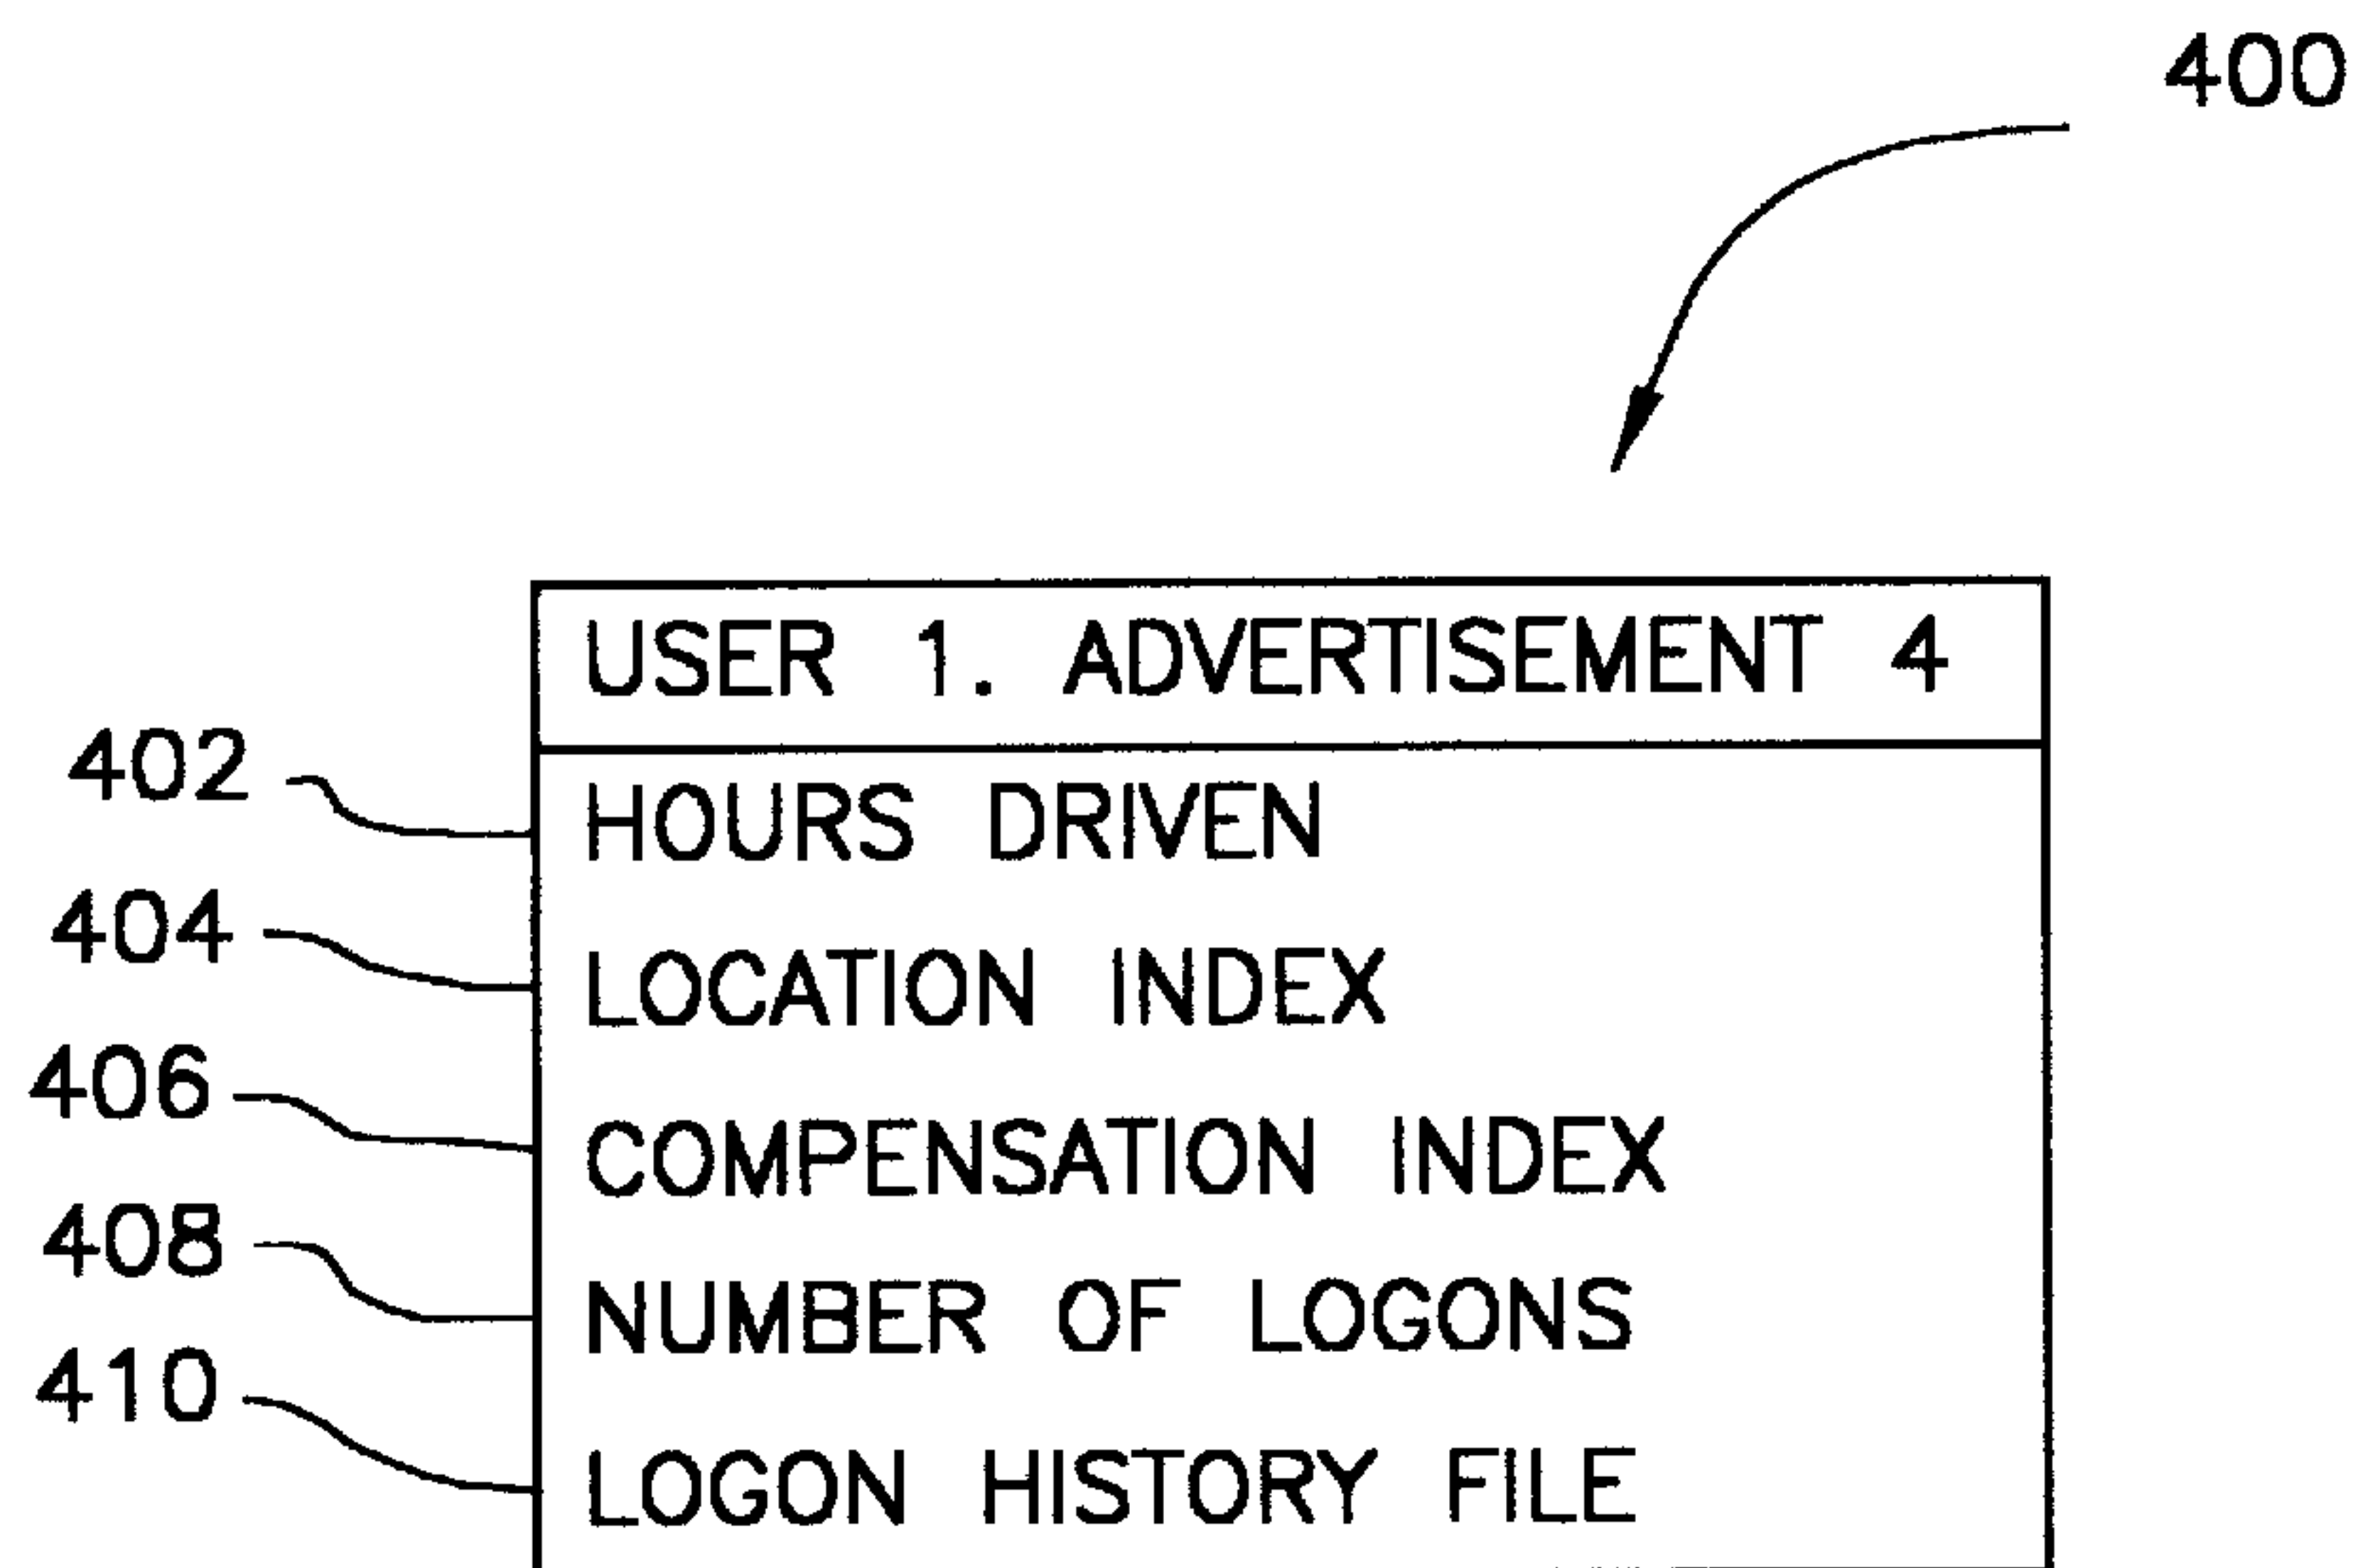 400
USER 1. ADVERTISEMENT 4
402 HOURS DRIVEN
404 LOCATION INDEX
406 COMPENSATION INDEX
408 NUMBER OF LOGONS
410 LOGON HISTORY FILE